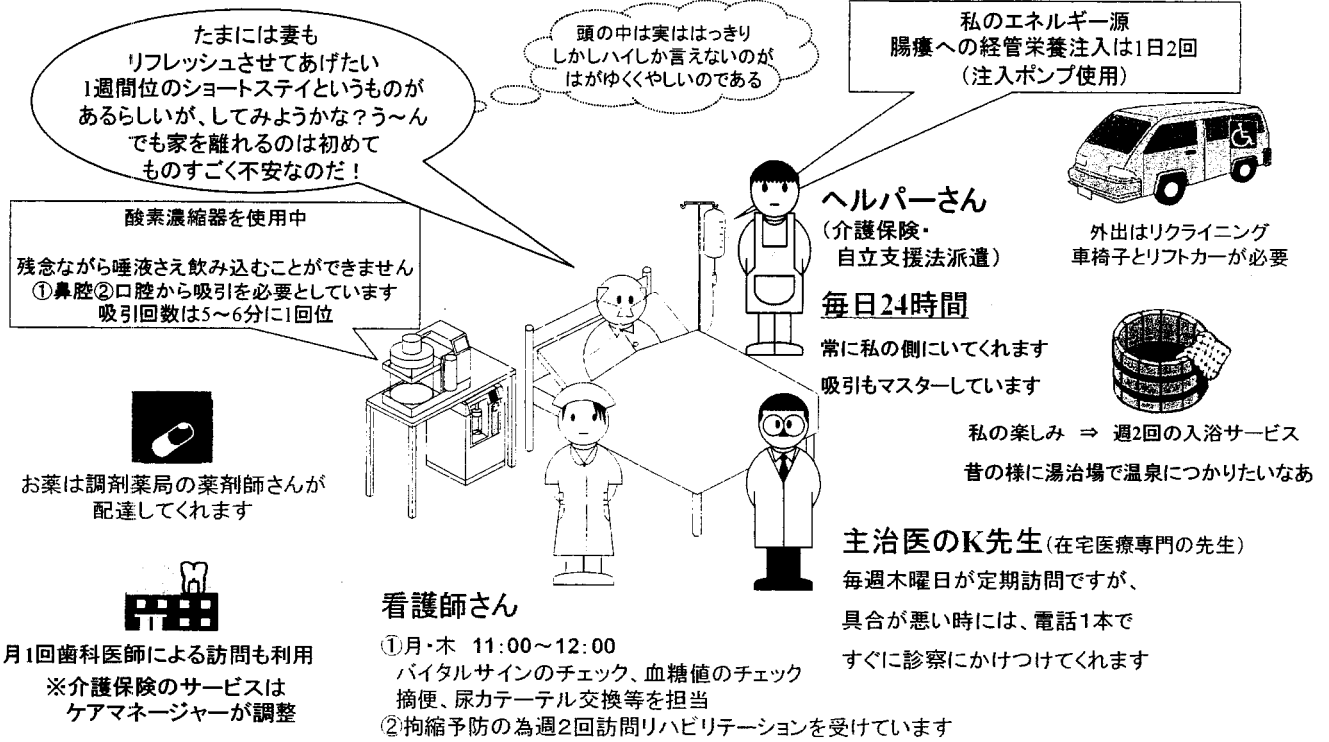 たまには妻も
リフレッシュさせてあげたい
1週間位のショートステイというものが
あるらしいが、してみようかな？う～ん
でも家を離れるのは初めて
ものすごく不安なのだ！
頭の中は実ははっきり
しかしハイしか言えないのが
はがゆくくやしいのである
私のエネルギー源
腸瘻への経管栄養注入は1日2回
（注入ポンプ使用）
酸素濃縮器を使用中
残念ながら唾液さえ飲み込むことができません
①鼻腔②口腔から吸引を必要としています
吸引回数は5～6分に1回位
ヘルパーさん
（介護保険・
自立支援法派遣）
毎日24時間
常に私の側にいてくれます
吸引もマスターしています
外出はリクライニング
車椅子とリフトカーが必要
私の楽しみ ⇒ 週2回の入浴サービス
昔の様に湯治場で温泉につかりたいなあ
お薬は調剤薬局の薬剤師さんが
配達してくれます
月1回歯科医師による訪問も利用
※介護保険のサービスは
ケアマネージャーが調整
看護師さん
①月・木 11:00～12:00
バイタルサインのチェック、血糖値のチェック
摘便、尿カテーテル交換等を担当
②拘縮予防の為週2回訪問リハビリテーションを受けています
主治医のK先生（在宅医療専門の先生）
毎週木曜日が定期訪問ですが、
具合が悪い時には、電話1本で
すぐに診察にかけつけてくれます